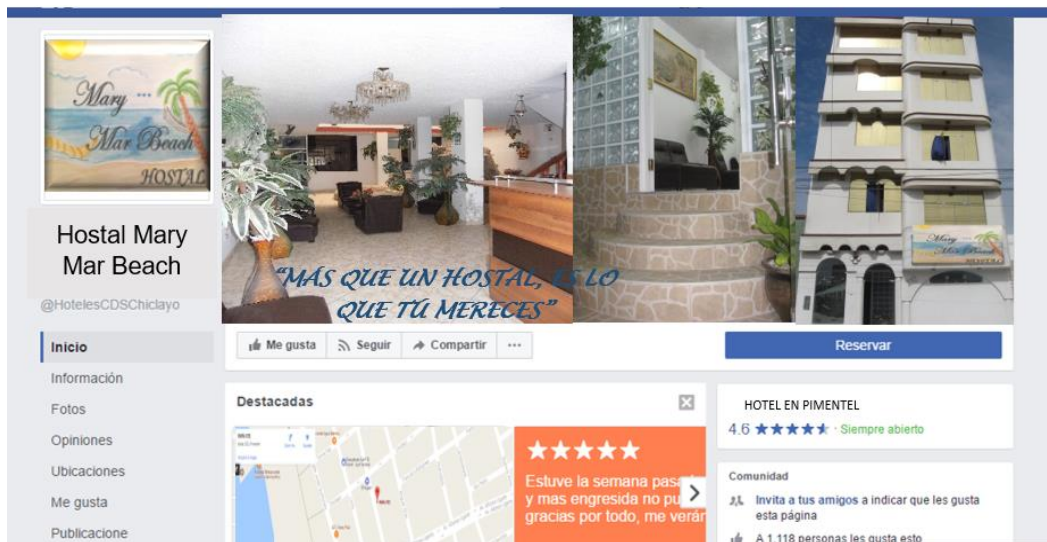 Mary
Mar Beach
HOSTAL
Hostal Mary
Mar Beach
@HotelesCDSChiclayo
Inicio
Información
Fotos
Opiniones
Ubicaciones
Me gusta
Publicacione
"MAS QUE UN HOSTAL, ES LO
QUE TÚ MERECES"
Mary
HOSTAL
Me gusta
Seguir
Compartir
Reservar
Destacadas
Estuve la semana pasa
y mas engresida no pu
gracias por todo, me verán
HOTEL EN PIMENTEL
4.6 ★★★★★ · Siempre abierto
Comunidad
Invita a tus amigos a indicar que les gusta
esta página
A 1.118 personas les gusta esto